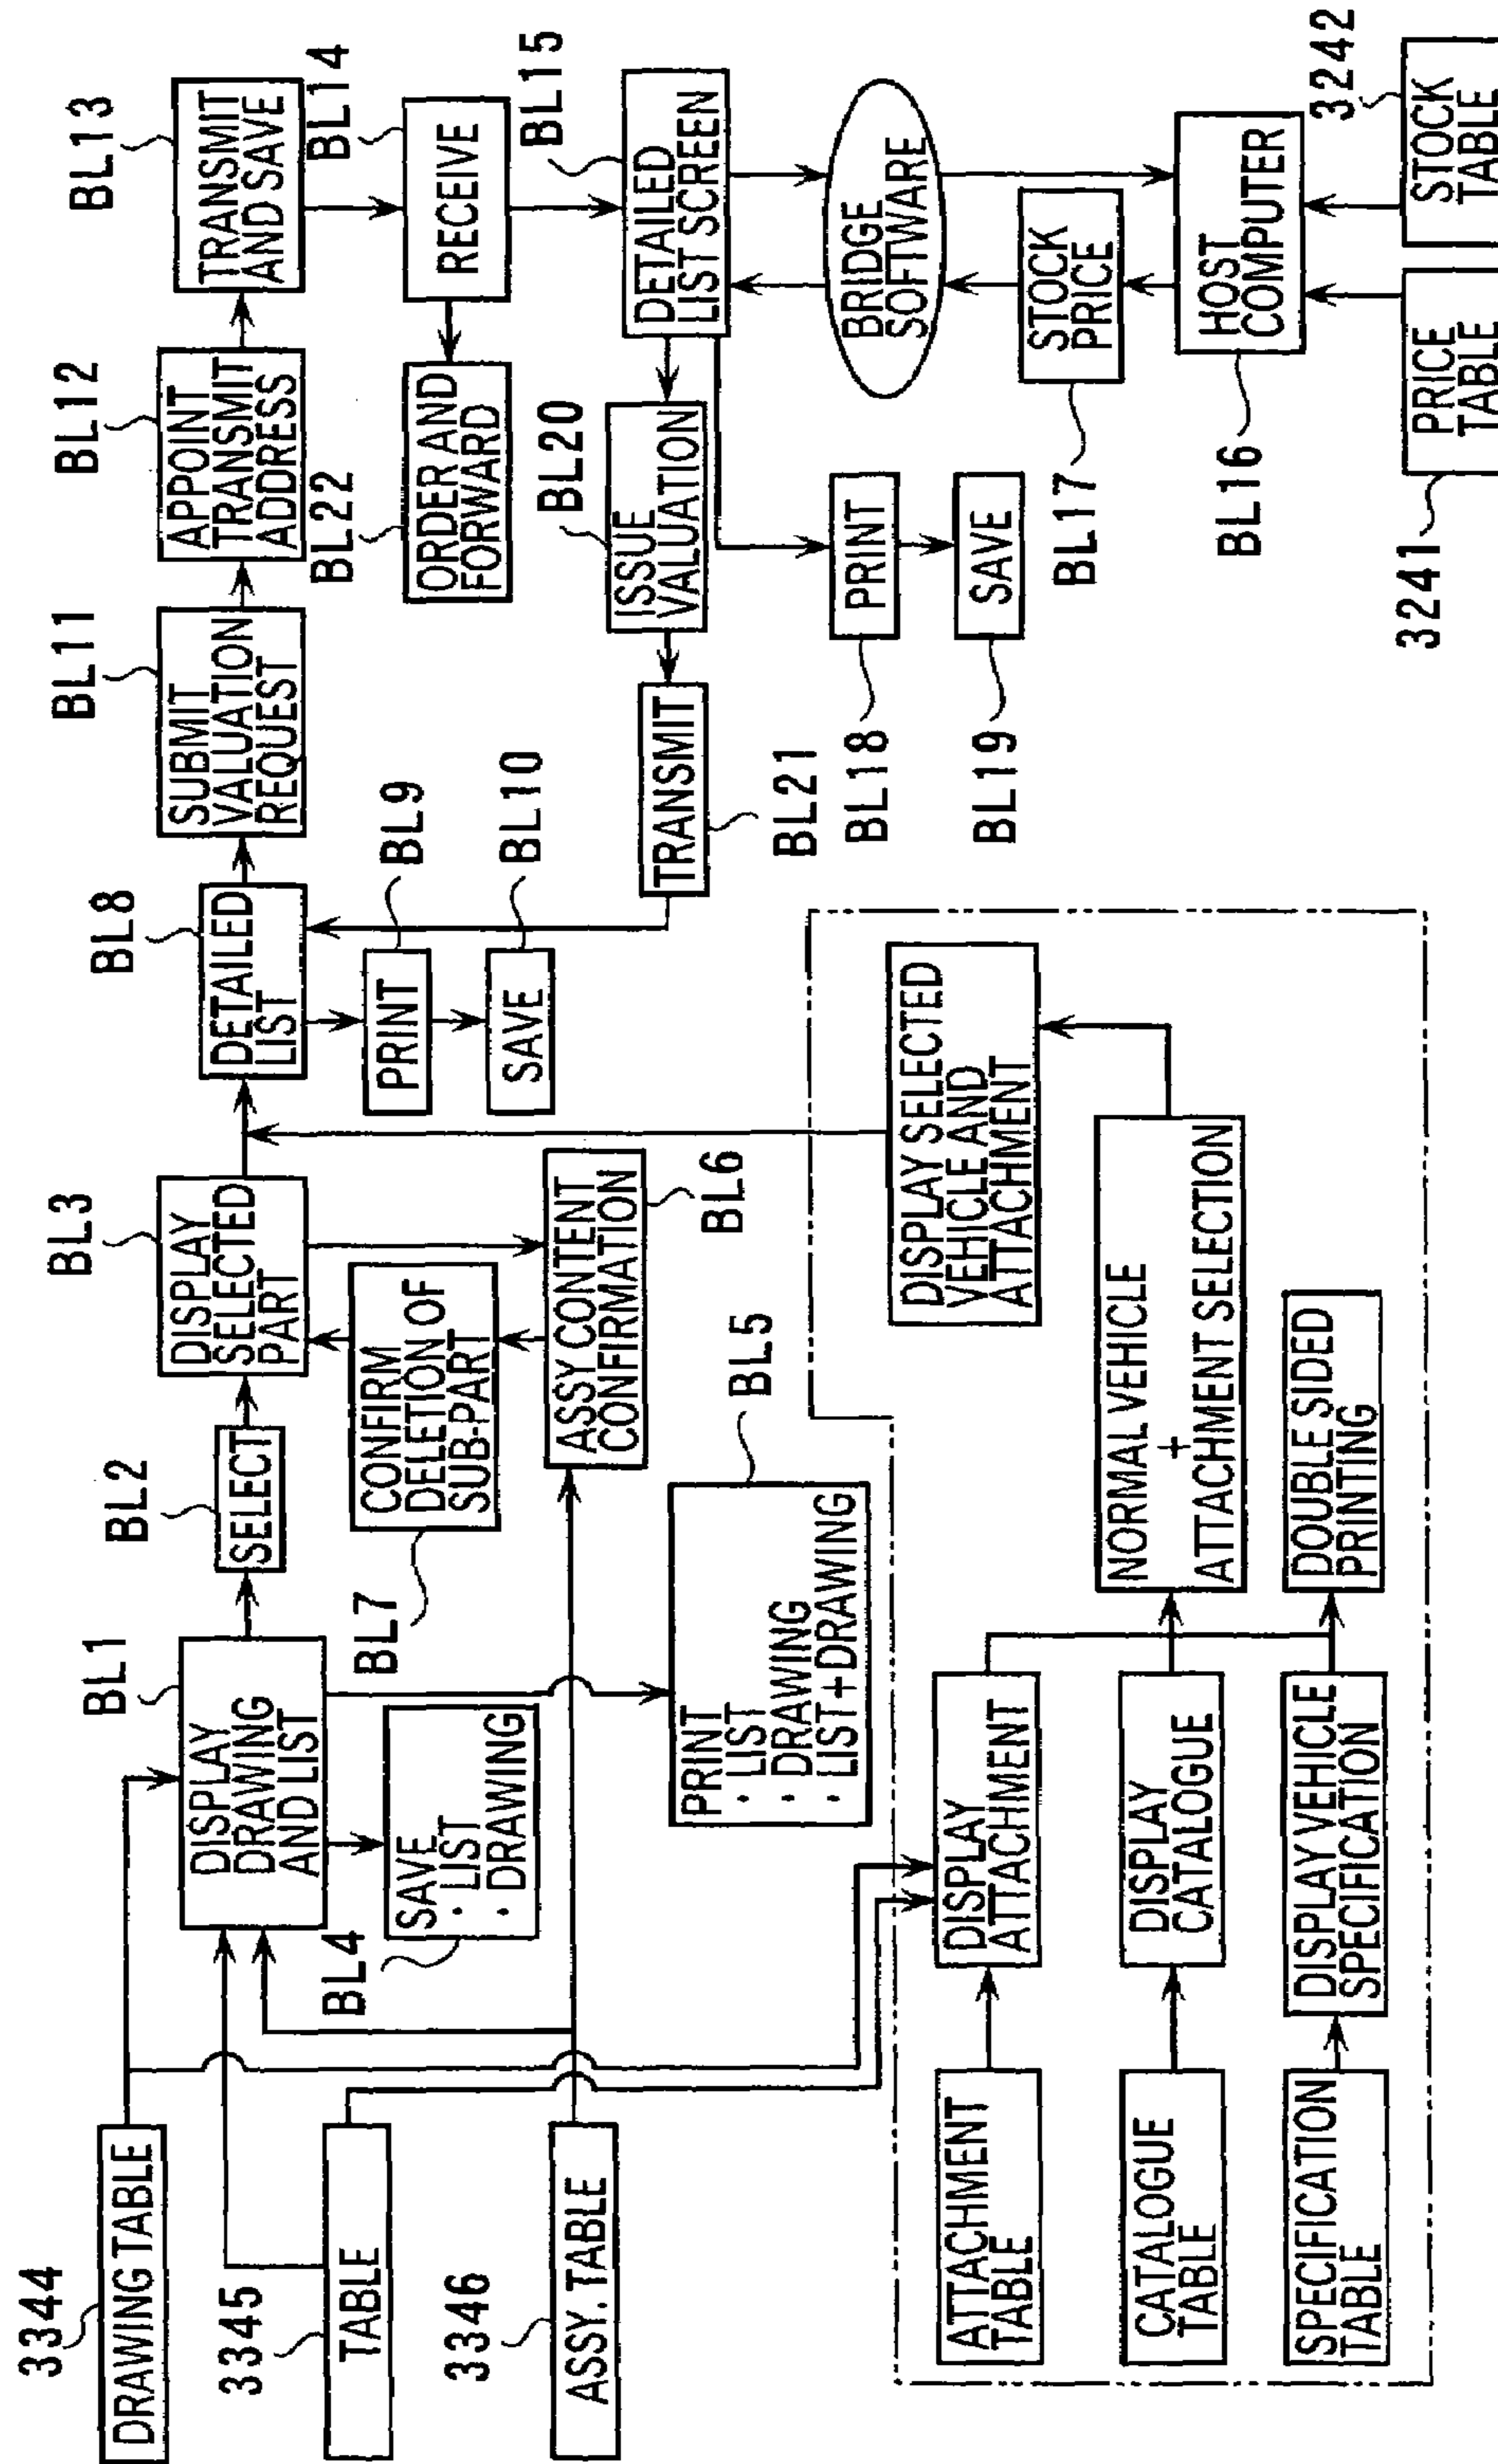 3344
DRAWING TABLE
3345
TABLE
3346
ASSY. TABLE
BL1
DISPLAY
DRAWING
AND LIST
BL4
SAVE
· LIST
· DRAWING
BL2
SELECT
BL3
DISPLAY
SELECTED
PART
BL7
CONFIRM
DELETION OF
SUB-PART
ASSY CONTENT
CONFIRMATION
BL6
BL5
PRINT
· LIST
· DRAWING
· LIST+DRAWING
BL8
DETAILED
LIST
BL9
PRINT
BL10
SAVE
BL11
SUBMIT
VALUATION
REQUEST
BL12
APPOINT
TRANSMIT
ADDRESS
BL13
TRANSMIT
AND SAVE
BL14
RECEIVE
BL22
ORDER AND
FORWARD
BL15
DETAILED
LIST SCREEN
BL20
ISSUE
VALUATION
TRANSMIT
BL21
PRINT
BL18
SAVE
BL19
BRIDGE
SOFTWARE
STOCK
PRICE
BL17
HOST
COMPUTER
BL16
PRICE
TABLE
3241
STOCK
TABLE
3242
ATTACHMENT
TABLE
DISPLAY
ATTACHMENT
CATALOGUE
TABLE
DISPLAY
CATALOGUE
SPECIFICATION
TABLE
DISPLAY VEHICLE
SPECIFICATION
NORMAL VEHICLE
+
ATTACHMENT SELECTION
DOUBLE SIDED
PRINTING
DISPLAY SELECTED
VEHICLE AND
ATTACHMENT